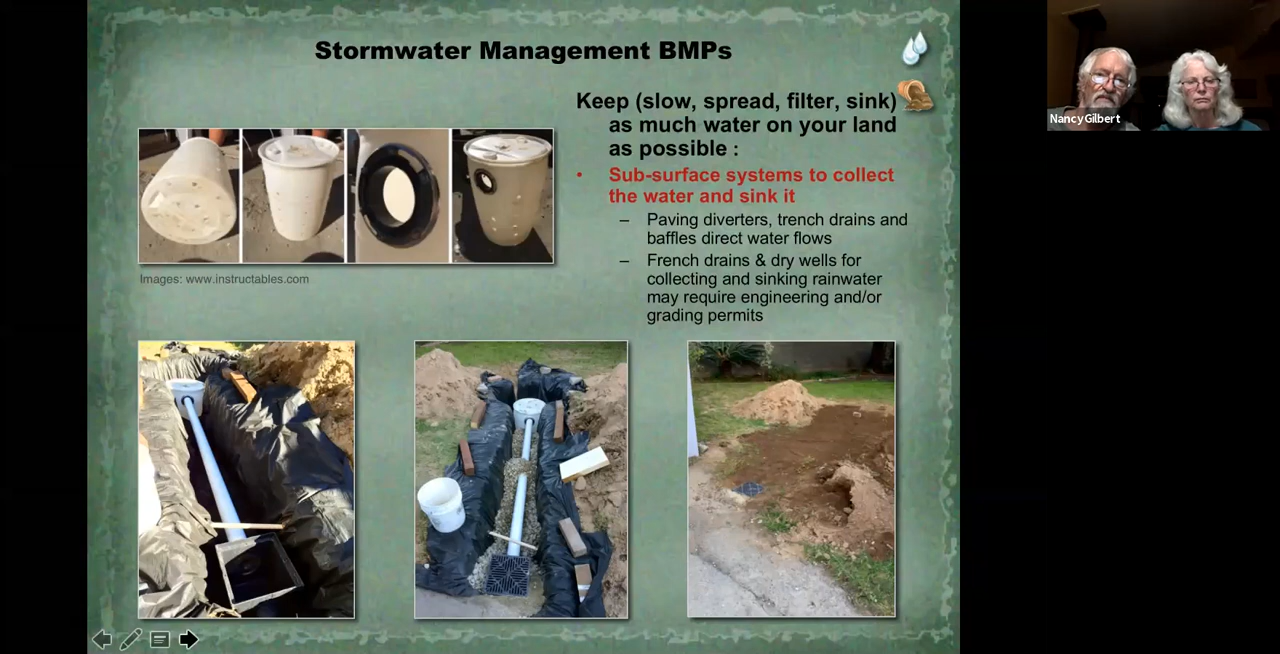 Stormwater Management BMPs
Keep (slow, spread, filter, sink)
as much water on your land
as possible :
• Sub-surface systems to collect
the water and sink it
– Paving diverters, trench drains and
baffles direct water flows
– French drains & dry wells for
collecting and sinking rainwater
may require engineering and/or
grading permits
Images: www.instructables.com
NancyGilbert